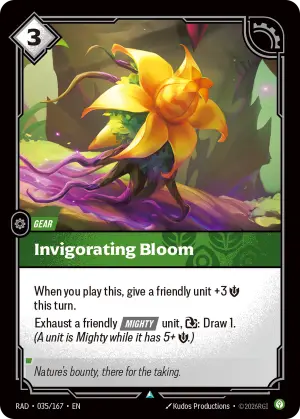 3
GEAR
Invigorating Bloom
When you play this, give a friendly unit +3
this turn.
Exhaust a friendly MIGHTY unit, : Draw 1.
(A unit is Mighty while it has 5+ .)
Nature's bounty, there for the taking.
RAD • 035/167 • EN
Kudos Productions • ©2026RGI